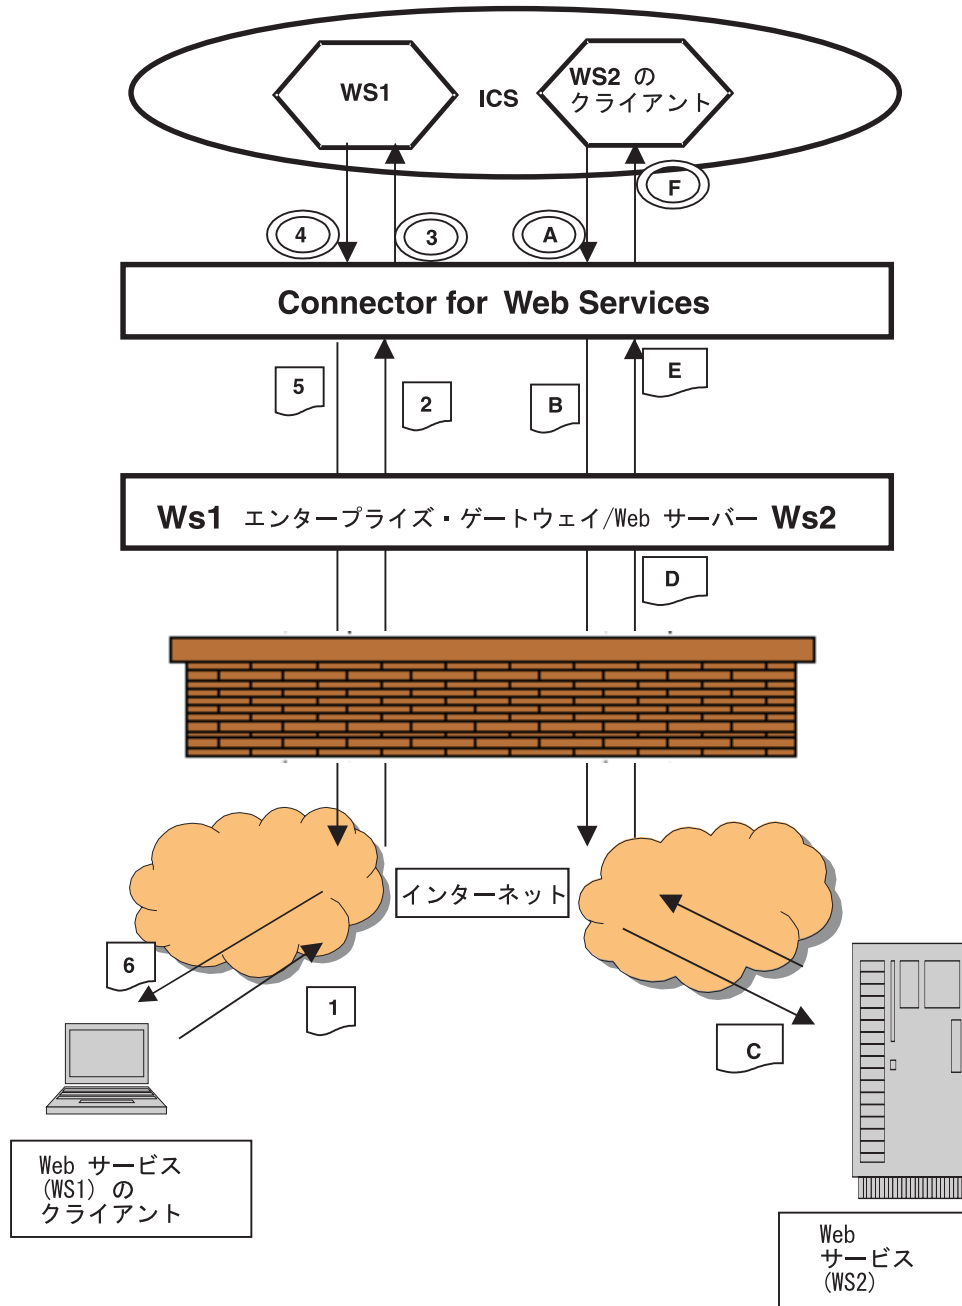 WS1
ICS
WS2 の
クライアント
F
4
3
A
Connector for Web Services
5
2
B
E
Ws1 エンタープライズ・ゲートウェイ/Web サーバー Ws2
D
インターネット
6
1
C
Web サービス
(WS1) の
クライアント
Web
サービス
(WS2)